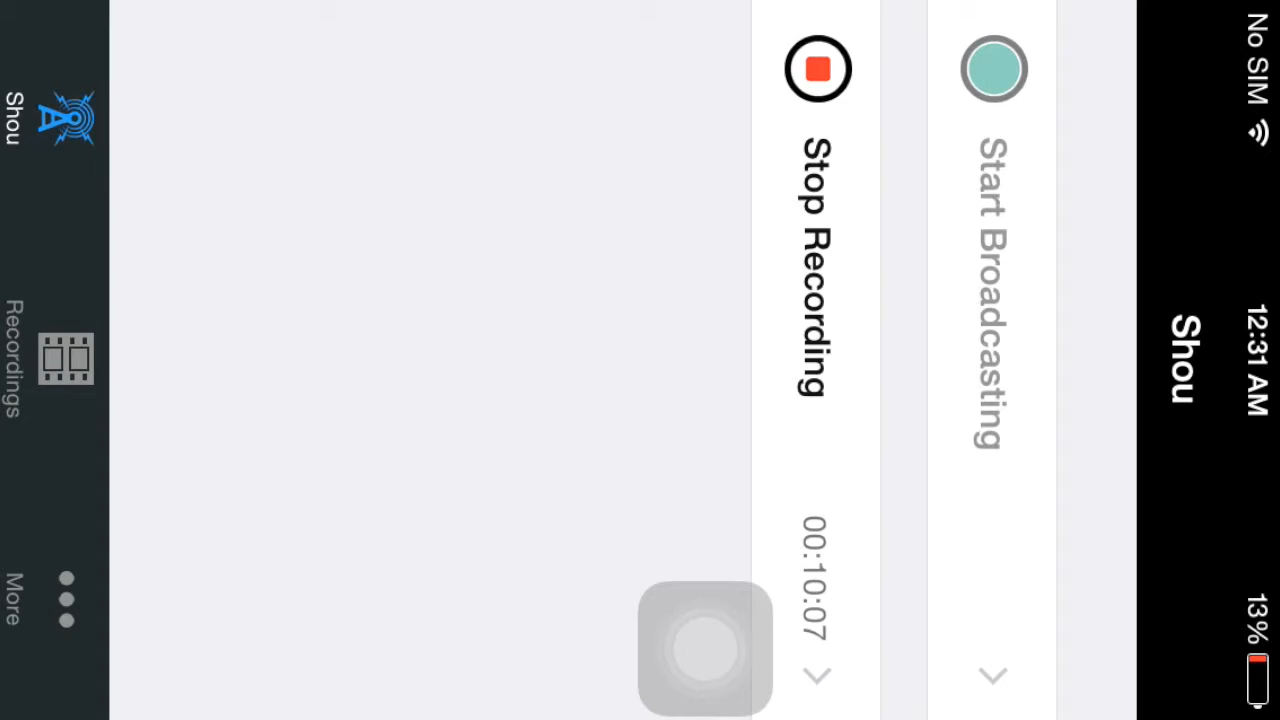 No SIM 12:31 AM 13%
Shou
Start Broadcasting
Stop Recording 00:10:07
Shou Recordings More